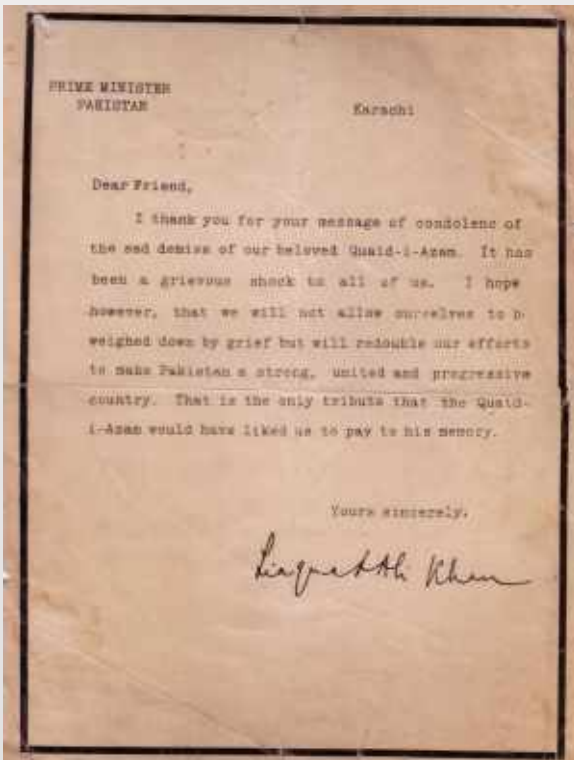 PRIME MINISTER
PAKISTAN
Karachi
Dear Friend,
I thank you for your message of condolenc of
the sad demise of our beloved Quaid-i-Azam. It has
been a grievous shock to all of us. I hope
however, that we will not allow ourselves to b
weighed down by grief but will redouble our efforts
to make Pakistan a strong, united and progressive
country. That is the only tribute that the Quaid-
i-Azam would have liked us to pay to his memory.
Yours sincerely,
Liaquat Ali Khan